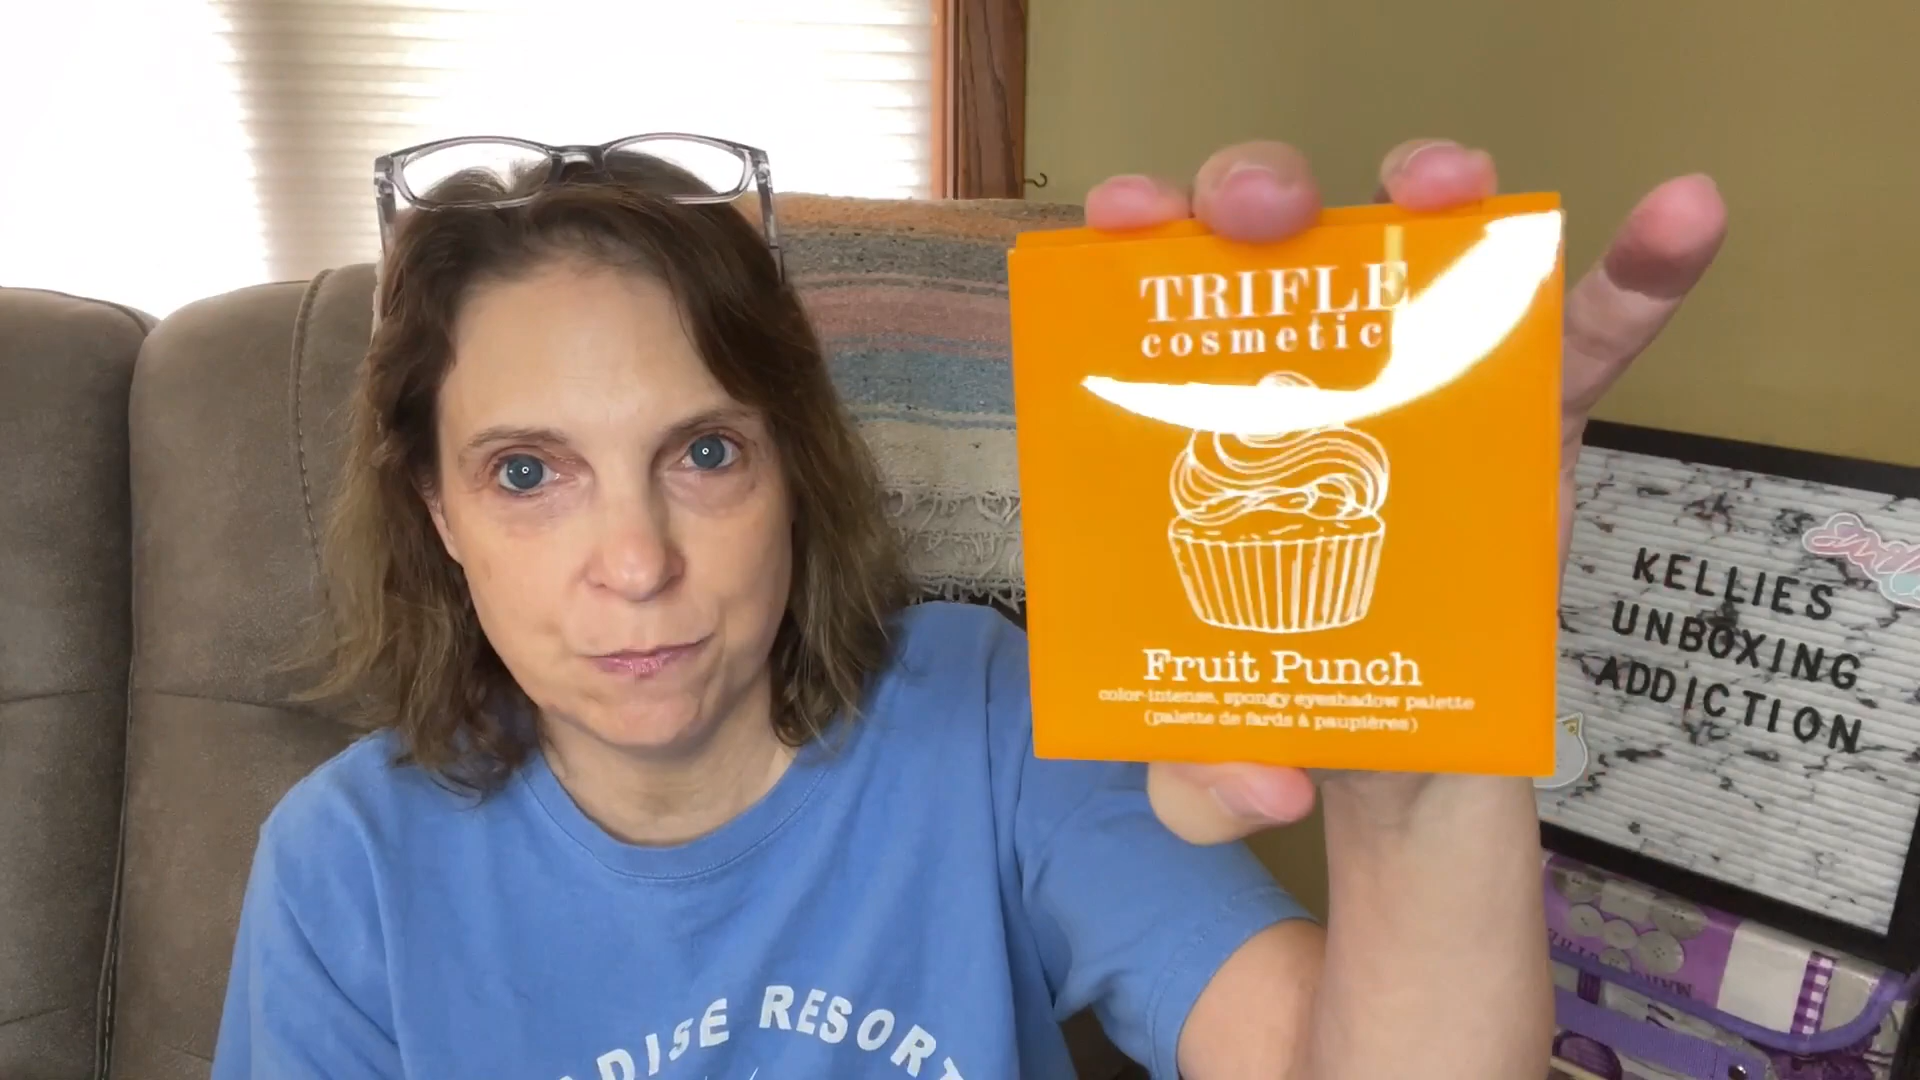 TRIFLE
cosmetic
Fruit Punch
color-intense, spongy eyeshadow palette
(palette de fards à paupières)
KELLIES
UNBOXING
ADDICTION
RESORT